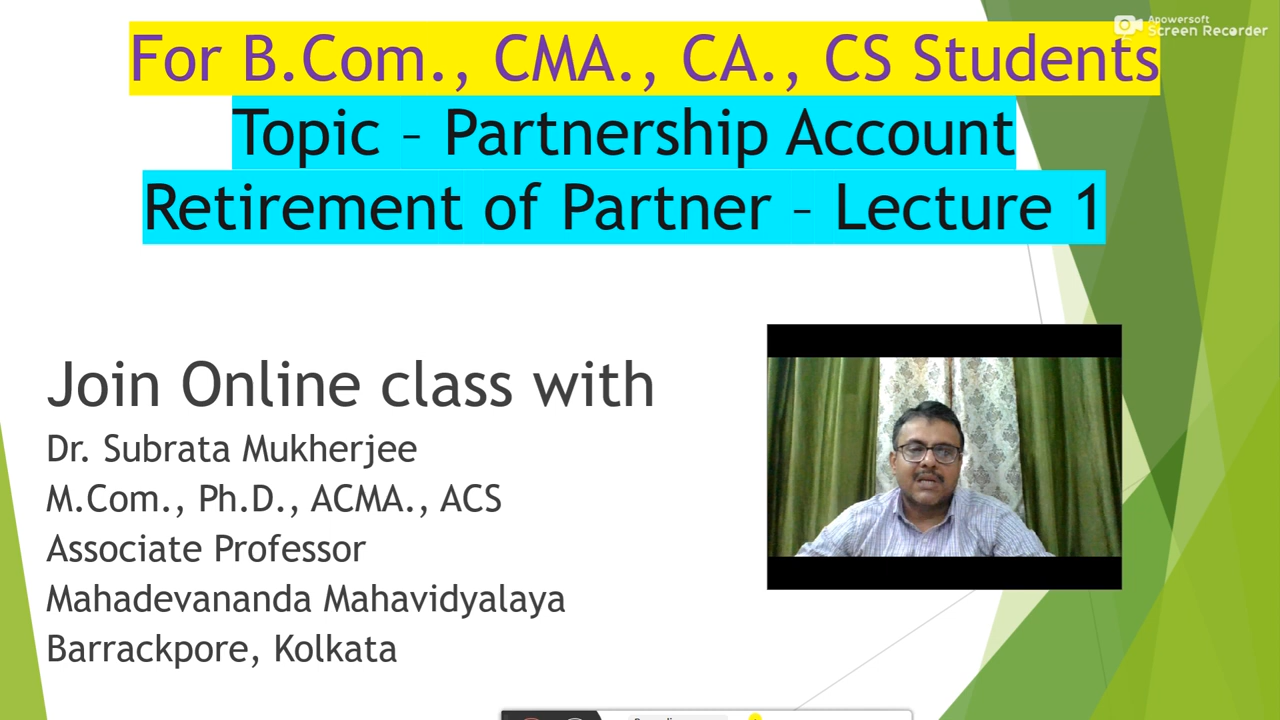 Apowersoft
Screen Recorder
For B.Com., CMA., CA., CS Students
Topic – Partnership Account
Retirement of Partner – Lecture 1
Join Online class with
Dr. Subrata Mukherjee
M.Com., Ph.D., ACMA., ACS
Associate Professor
Mahadevananda Mahavidyalaya
Barrackpore, Kolkata